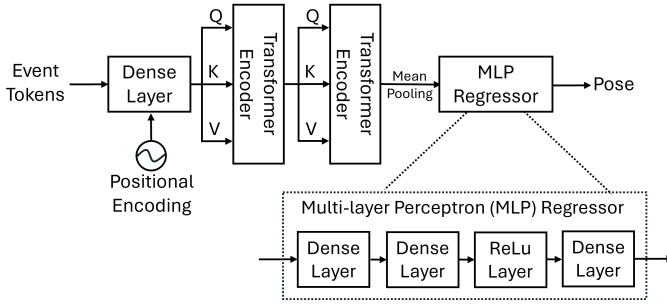 Event
Tokens
Dense
Layer
Positional
Encoding
Q
K
V
Transformer
Encoder
Q
K
V
Transformer
Encoder
Mean
Pooling
MLP
Regressor
Pose
Multi-layer Perceptron (MLP) Regressor
Dense
Layer
Dense
Layer
ReLu
Layer
Dense
Layer